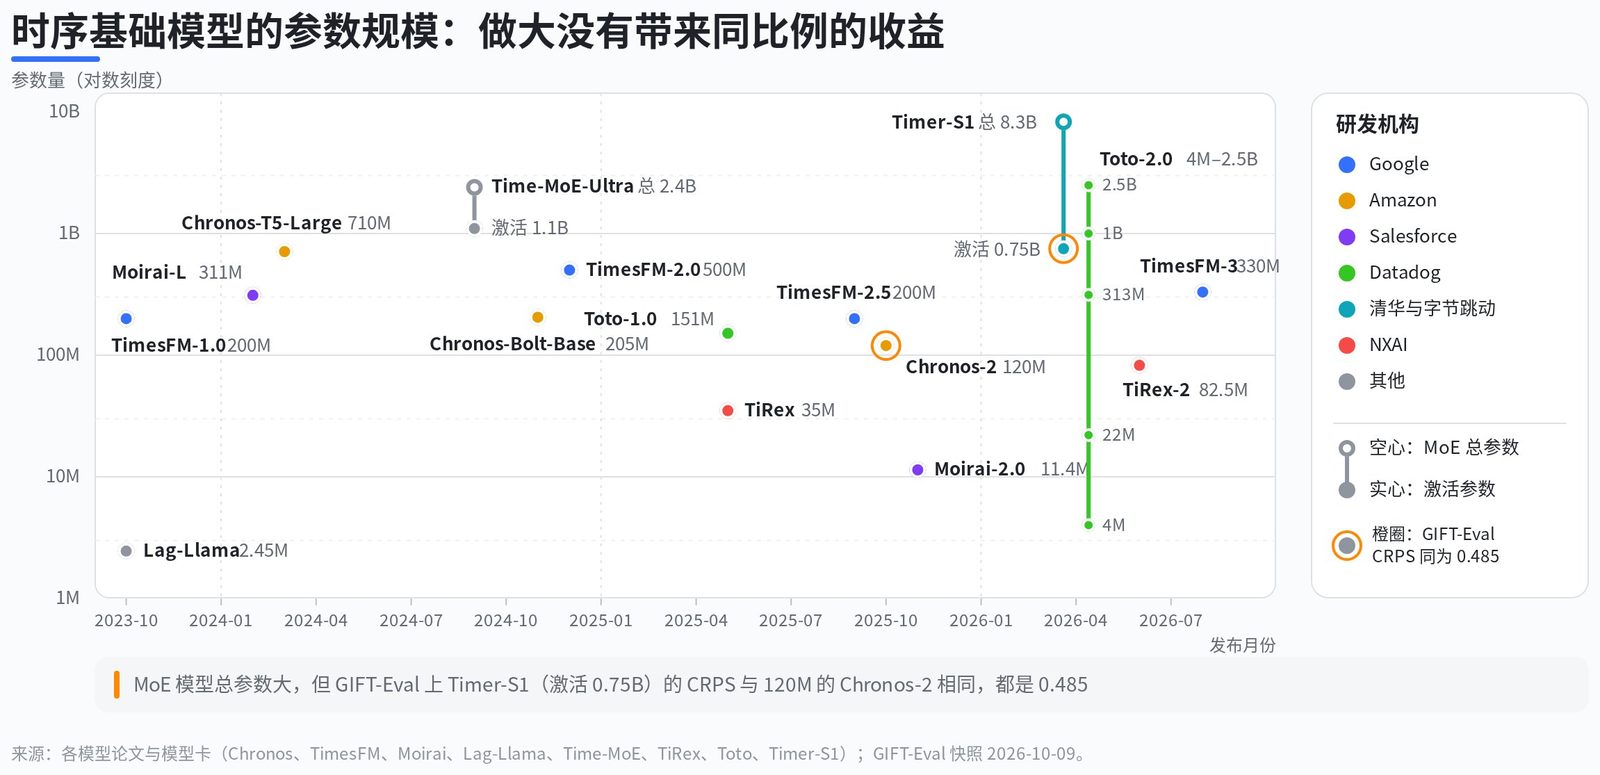 时序基础模型的参数规模：做大没有带来同比例的收益
参数量（对数刻度）
10B
1B
100M
10M
1M
Timer-S1 总 8.3B
Toto-2.0 4M–2.5B
2.5B
Time-MoE-Ultra 总 2.4B
Chronos-T5-Large 710M
激活 1.1B
1B
激活 0.75B
Moirai-L 311M
TimesFM-2.0 500M
TimesFM-3 330M
TimesFM-2.5 200M
313M
Toto-1.0 151M
TimesFM-1.0 200M
Chronos-Bolt-Base 205M
Chronos-2 120M
TiRex-2 82.5M
TiRex 35M
22M
Moirai-2.0 11.4M
4M
Lag-Llama 2.45M
2023-10 2024-01 2024-04 2024-07 2024-10 2025-01 2025-04 2025-07 2025-10 2026-01 2026-04 2026-07
发布月份
研发机构
Google
Amazon
Salesforce
Datadog
清华与字节跳动
NXAI
其他
空心：MoE 总参数
实心：激活参数
橙圈：GIFT-Eval
CRPS 同为 0.485
MoE 模型总参数大，但 GIFT-Eval 上 Timer-S1（激活 0.75B）的 CRPS 与 120M 的 Chronos-2 相同，都是 0.485
来源：各模型论文与模型卡（Chronos、TimesFM、Moirai、Lag-Llama、Time-MoE、TiRex、Toto、Timer-S1）；GIFT-Eval 快照 2026-10-09。